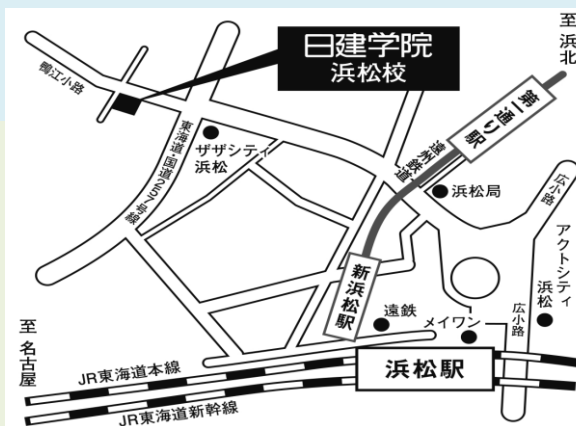 日建学院
浜松校
至浜北
鴨江小路
第一通り駅
東海道・国道257号線
ザザシティ
浜松
遠州鉄道
浜松局
広小路
アクトシティ
浜松
新浜松駅
遠鉄
メイワン
広小路
至名古屋
浜松駅
JR東海道本線
JR東海道新幹線